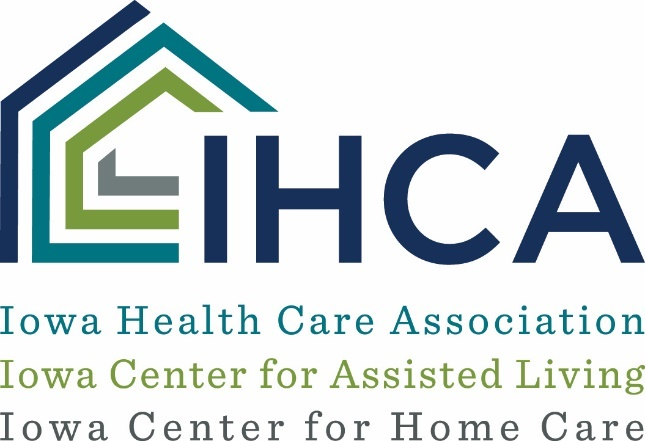 IHCA
Iowa Health Care Association
Iowa Center for Assisted Living
Iowa Center for Home Care